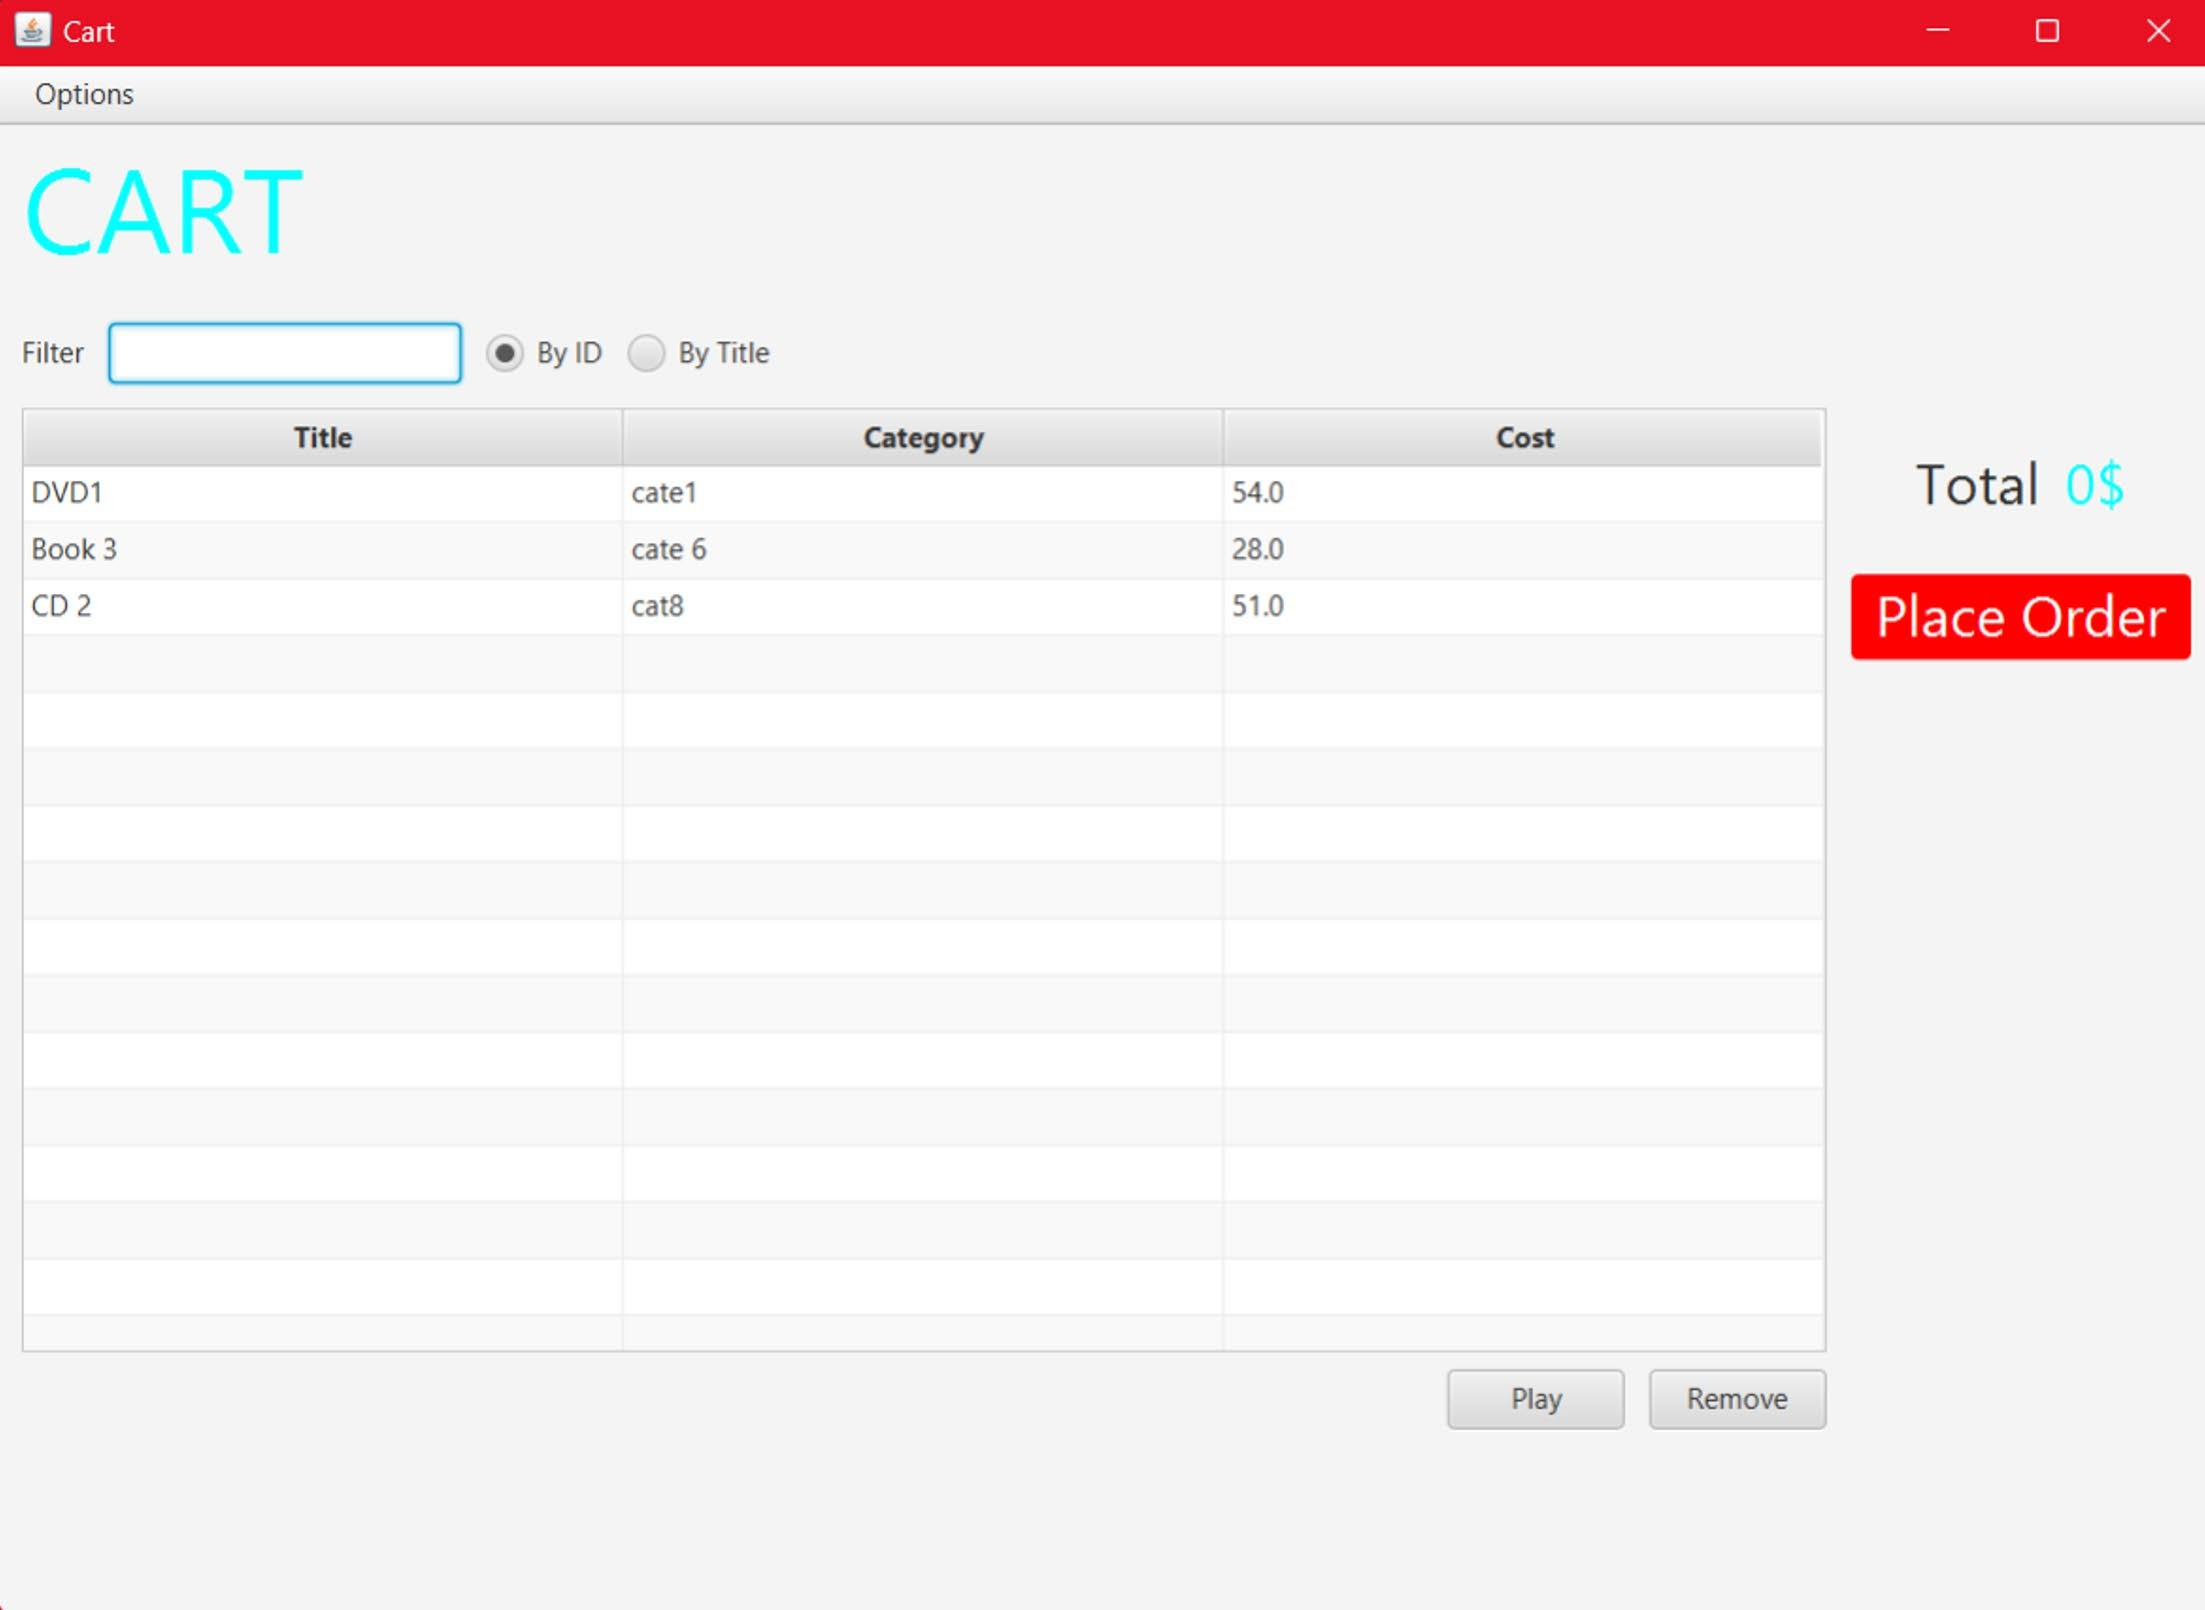 Cart
Options
CART
Filter By ID By Title
Title Category Cost
DVD1 cate1 54.0
Book 3 cate 6 28.0
CD 2 cat8 51.0
Total 0$
Place Order
Play Remove